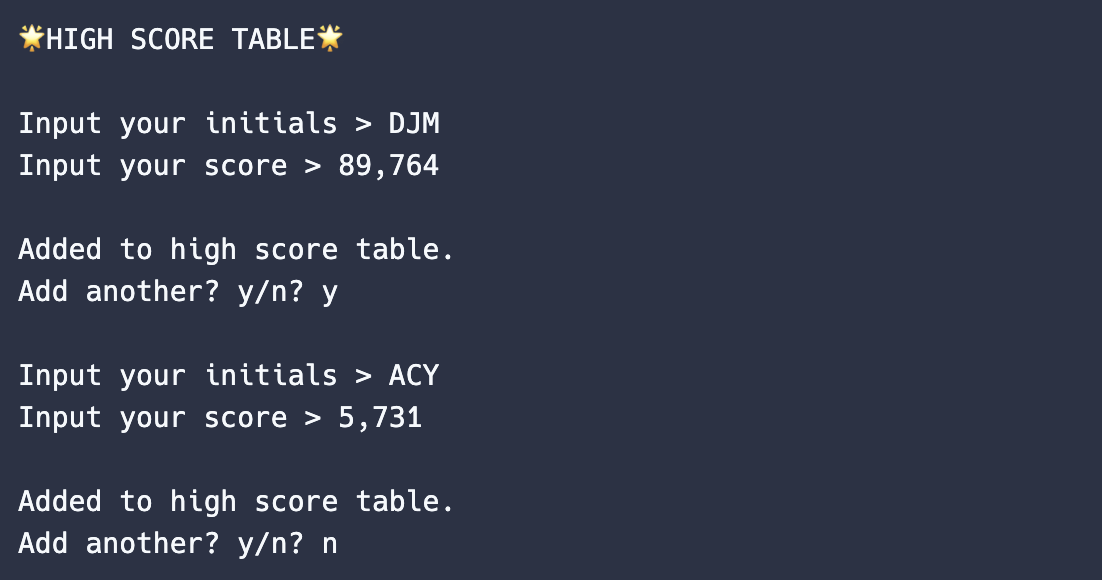 🌟HIGH SCORE TABLE🌟
Input your initials > DJM
Input your score > 89,764
Added to high score table.
Add another? y/n? y
Input your initials > ACY
Input your score > 5,731
Added to high score table.
Add another? y/n? n